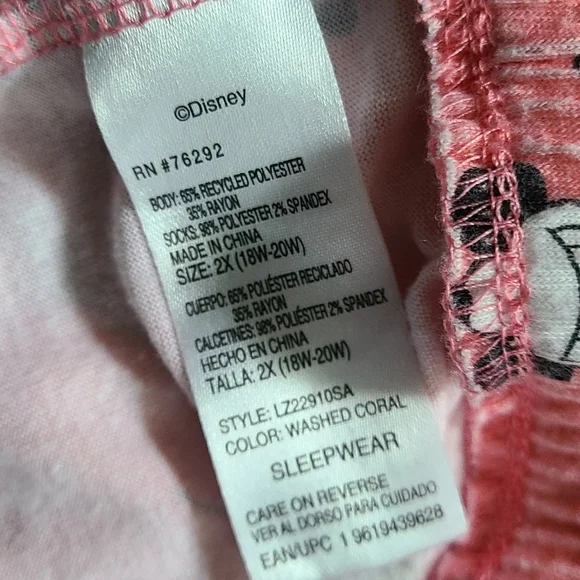 ©Disney
RN #76292
BODY: 65% RECYCLED POLYESTER
35% RAYON
SOCKS: 98% POLYESTER 2% SPANDEX
MADE IN CHINA
SIZE: 2X (18W-20W)
CUERPO: 65% POLIÉSTER RECICLADO
35% RAYON
CALCETINES: 98% POLIÉSTER 2% SPANDEX
HECHO EN CHINA
TALLA: 2X (18W-20W)
STYLE: LZ22910SA
COLOR: WASHED CORAL
SLEEPWEAR
CARE ON REVERSE
VER AL DORSO PARA CUIDADO
EAN/UPC 1 9619439628